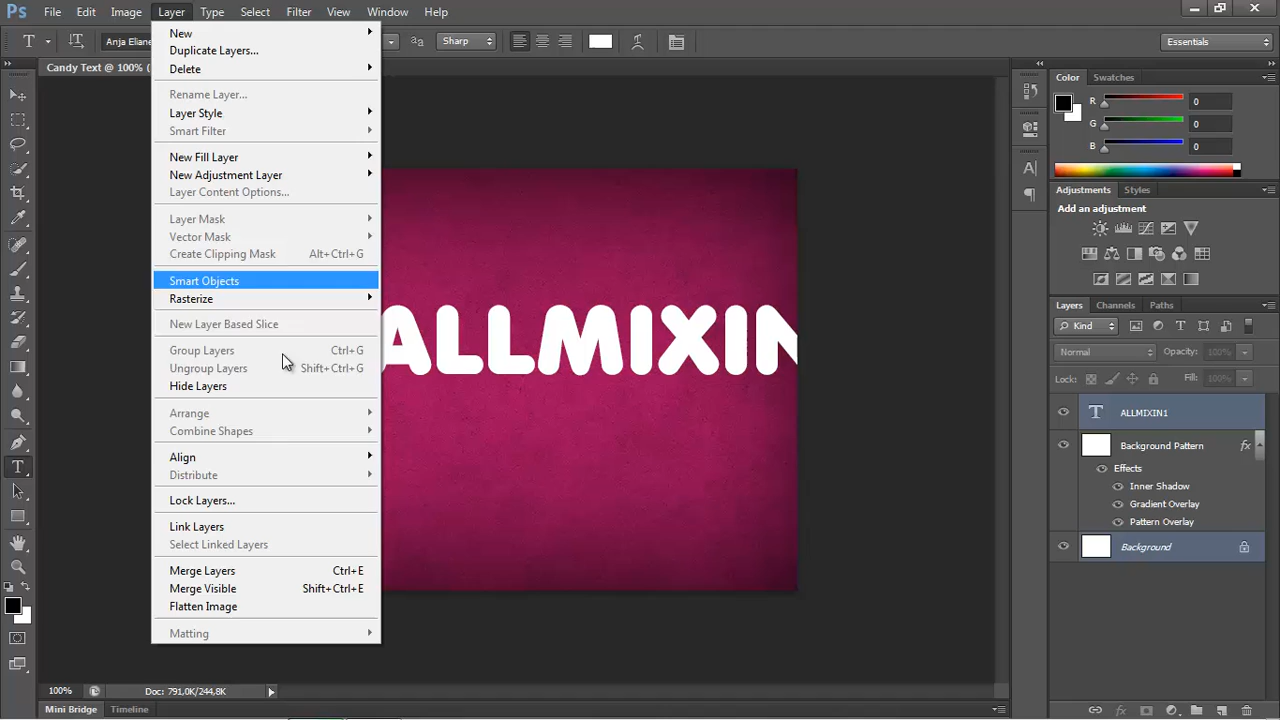 Ps File Edit Image Layer Type Select Filter View Window Help
Anja Eliane
aa Sharp
Essentials
Candy Text @ 100% (
New
Duplicate Layers...
Delete
Rename Layer...
Layer Style
Smart Filter
New Fill Layer
New Adjustment Layer
Layer Content Options...
Layer Mask
Vector Mask
Create Clipping Mask Alt+Ctrl+G
Smart Objects
Rasterize
New Layer Based Slice
Group Layers Ctrl+G
Ungroup Layers Shift+Ctrl+G
Hide Layers
Arrange
Combine Shapes
Align
Distribute
Lock Layers...
Link Layers
Select Linked Layers
Merge Layers Ctrl+E
Merge Visible Shift+Ctrl+E
Flatten Image
Matting
ALLMIXIN
Color Swatches
R 0
G 0
B 0
Adjustments Styles
Add an adjustment
Layers Channels Paths
Kind
Normal Opacity: 100%
Lock: Fill: 100%
ALLMIXIN1
Background Pattern fx
Effects
Inner Shadow
Gradient Overlay
Pattern Overlay
Background
100% Doc: 791,0K/244,8K
Mini Bridge Timeline